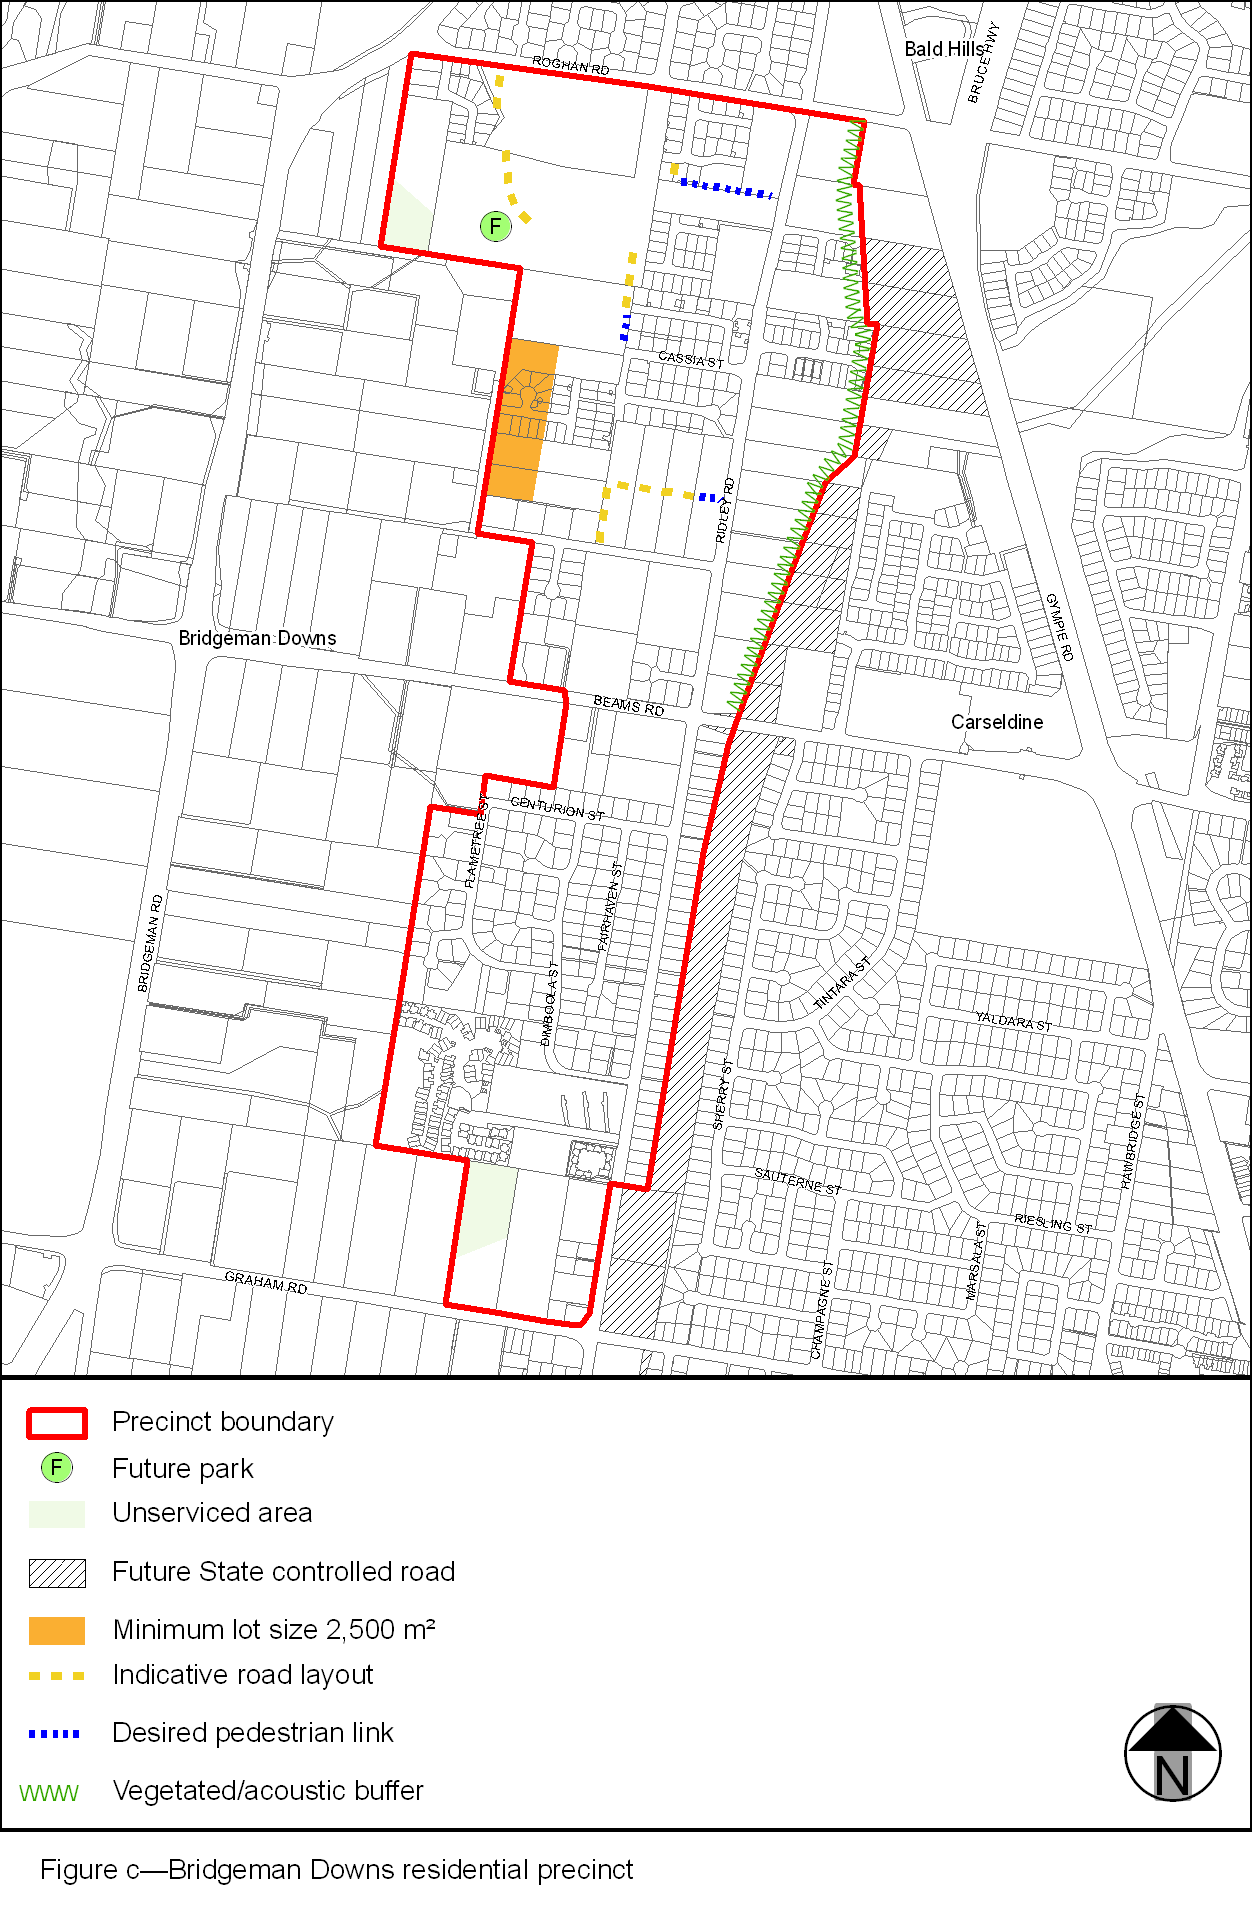 Bald Hills
BRUCE HWY
ROGHAN RD
F
CASSIA ST
RIDLEY RD
GYMPIE RD
Bridgeman Downs
BEAMS RD
Carseldine
CENTURION ST
FLAMETREE ST
FAIRHAVEN ST
BRIDGEMAN RD
DIMBOOLA ST
TINTARA ST
YALDARA ST
SHERRY ST
HAWBRIDGE ST
SAUTERNE ST
RIESLING ST
MARSALA ST
CHAMPAGNE ST
GRAHAM RD
Precinct boundary
F Future park
Unserviced area
Future State controlled road
Minimum lot size 2,500 m²
Indicative road layout
Desired pedestrian link
Vegetated/acoustic buffer
N
Figure c—Bridgeman Downs residential precinct